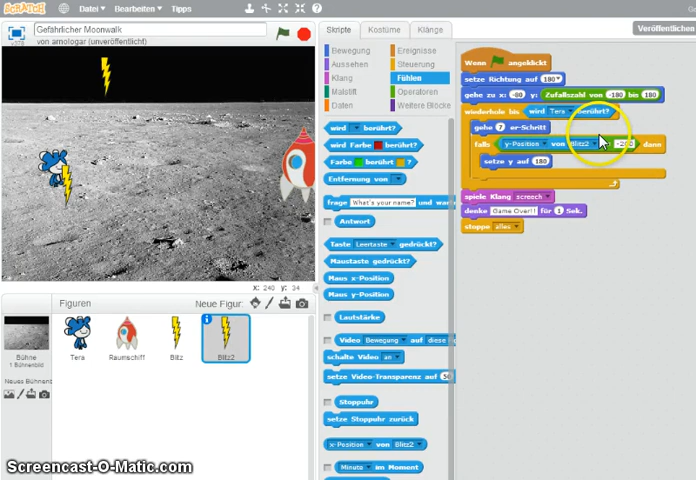 SCRATCH
Datei Bearbeiten Tipps
Gefährlicher Moonwalk
von arnologar (unveröffentlicht)
Skripte Kostüme Klänge
Veröffentlichen
Bewegung Ereignisse
Aussehen Steuerung
Klang Fühlen
Malstift Operatoren
Daten Weitere Blöcke
wird berührt?
wird Farbe berührt?
Farbe berührt ?
Entfernung von
frage What's your name? und war
Antwort
Taste Leertaste gedrückt?
Maustaste gedrückt?
Maus x-Position
Maus y-Position
Lautstärke
Video Bewegung auf diese
schalte Video an
setze Video-Transparenz auf 50
Stoppuhr
setze Stoppuhr zurück
x-Position von Blitz2
Minute im Moment
Wenn angeklickt
setze Richtung auf 180
gehe zu x: -80 y: Zufallszahl von -180 bis 180
wiederhole bis wird Tera berührt?
gehe 7 er-Schritt
falls y-Position von Blitz2 dann
setze y auf 180
spiele Klang screech
denke Game Over!! für 1 Sek.
stoppe alles
x: 240 y: 34
Figuren Neue Figur:
Bühne
1 Bühnenbild
Neues Bühnenb
Tera Raumschiff Blitz Blitz2
Screencast-O-Matic.com